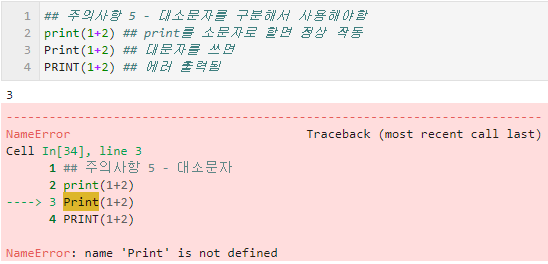 1 ## 주의사항 5 - 대소문자를 구분해서 사용해야함
2 print(1+2) ## print를 소문자로 할면 정상 작동
3 Print(1+2) ## 대문자를 쓰면
4 PRINT(1+2) ## 에러 출력됨
3
---------------------------------------------------------------------------
NameError Traceback (most recent call last)
Cell In[34], line 3
1 ## 주의사항 5 - 대소문자
2 print(1+2)
----> 3 Print(1+2)
4 PRINT(1+2)
NameError: name 'Print' is not defined